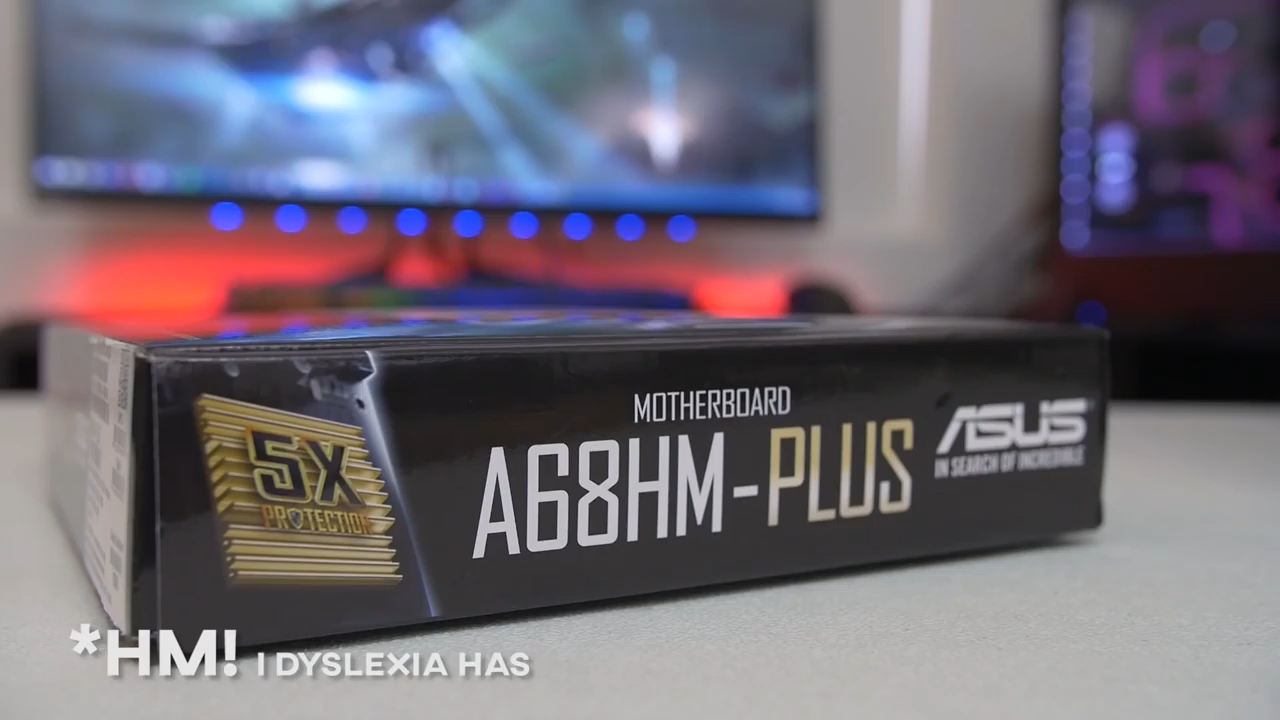 5X
PROTECTION
MOTHERBOARD
A68HM-PLUS
ASUS
IN SEARCH OF INCREDIBLE
*HM! I DYSLEXIA HAS